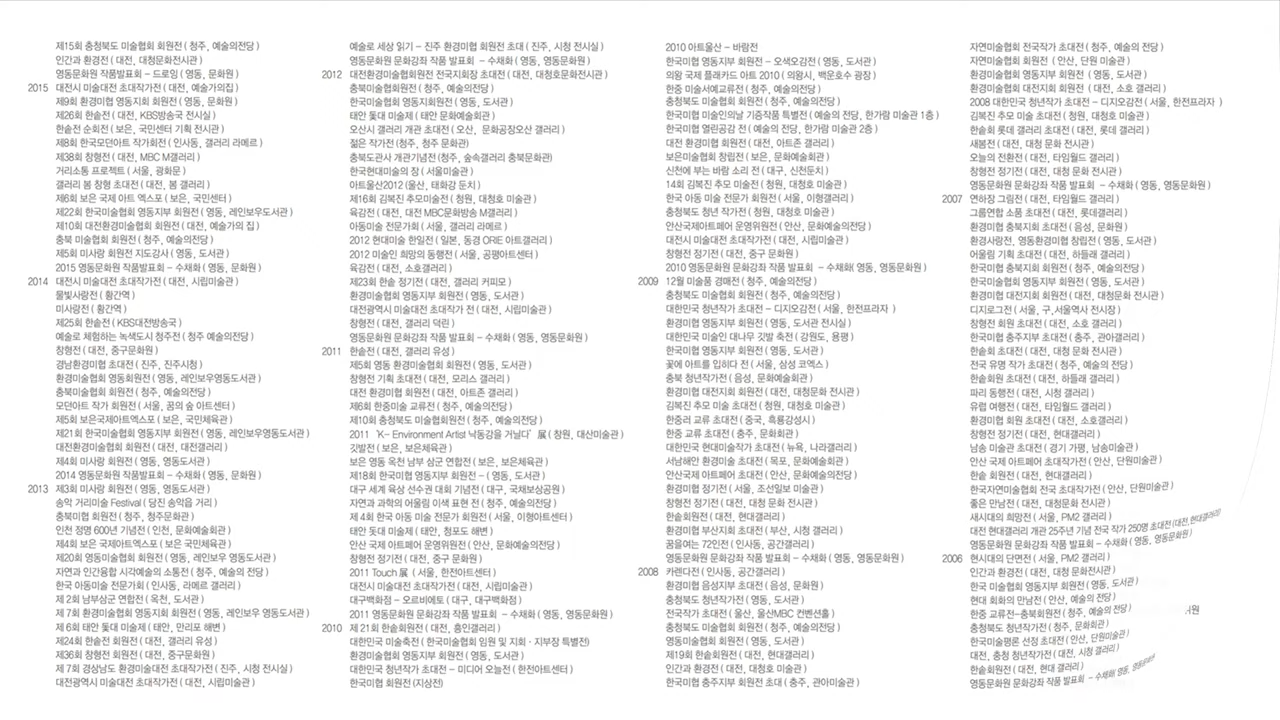 제15회 충청북도 미술협회 회원전 ( 청주, 예술의전당 )
인간과 환경전 ( 대전, 대청문화전시관 )
영동문화원 작품발표회 – 드로잉 ( 영동, 문화원 )
2015 대전시 미술대전 초대작가전 ( 대전, 예술가의집 )
제9회 환경미협 영동지회 회원전 ( 영동, 문화원 )
제26회 한솥전 ( 대전, KBS방송국 전시실 )
한솥전 순회전 ( 보은, 국민센터 기획 전시관 )
제8회 한국모던아트 작가회전 ( 인사동, 갤러리 라메르 )
제38회 창형전 ( 대전, MBC M갤러리 )
거리소통 프로젝트 ( 서울, 광화문 )
갤러리 봄 창형 초대전 ( 대전, 봄 갤러리 )
제6회 보은 국제 아트 엑스포 ( 보은, 국민센터 )
제22회 한국미술협회 영동지부 회원전 ( 영동, 레인보우도서관 )
제10회 대전환경미술협회 회원전 ( 대전, 예술가의 집 )
충북 미술협회 회원전 ( 청주, 예술의전당 )
제5회 미사랑 회원전 지도강사 ( 영동, 도서관 )
2015 영동문화원 작품발표회 – 수채화 ( 영동, 문화원 )
2014 대전시 미술대전 초대작가전 ( 대전, 시립미술관 )
물빛사랑전 ( 황간역 )
미사랑전 ( 황간역 )
제25회 한솥전 ( KBS대전방송국 )
예술로 체험하는 녹색도시 청주전 ( 청주 예술의전당 )
창형전 ( 대전, 중구문화원 )
경남환경미협 초대전 ( 진주, 진주시청 )
환경미술협회 영동회원전 ( 영동, 레인보우영동도서관 )
충북미술협회 회원전 ( 청주, 예술의전당 )
모던아트 작가 회원전 ( 서울, 꿈의 숲 아트센터 )
제5회 보은국제아트엑스포 ( 보은, 국민체육관 )
제21회 한국미술협회 영동지부 회원전 ( 영동, 레인보우영동도서관 )
대전환경미술협회 회원전 ( 대전, 대전갤러리 )
제4회 미사랑 회원전 ( 영동, 영동도서관 )
2014 영동문화원 작품발표회 – 수채화 ( 영동, 문화원 )
2013 제3회 미사랑 회원전 ( 영동, 영동도서관 )
송악 거리미술 Festival ( 당진 송악읍 거리 )
충북미협 회원전 ( 청주, 청주문화관 )
인천 정명 600년 기념전 ( 인천, 문화예술회관 )
제4회 보은 국제아트엑스포 ( 보은 국민체육관 )
제20회 영동미술협회 회원전 ( 영동, 레인보우 영동도서관 )
자연과 인간융합 시각예술의 소통전 ( 청주, 예술의 전당 )
한국 아동미술 전문가회 ( 인사동, 라메르 갤러리 )
제 2회 남부삼군 연합전 ( 옥천, 도서관 )
제 7회 환경미술협회 영동지회 회원전 ( 영동, 레인보우 영동도서관 )
제 6회 태안 돛대 미술제 ( 태안, 만리포 해변 )
제24회 한솥전 회원전 ( 대전, 갤러리 유성 )
제36회 창형전 회원전 ( 대전, 중구문화원 )
제 7회 경상남도 환경미술대전 초대작가전 ( 진주, 시청 전시실 )
대전광역시 미술대전 초대작가전 ( 대전, 시립미술관 )
예술로 세상 읽기 – 진주 환경미협 회원전 초대 ( 진주, 시청 전시실 )
영동문화원 문화강좌 작품 발표회 – 수채화 ( 영동, 영동문화원 )
2012 대전환경미술협회원전 전국지회장 초대전 ( 대전, 대청호문화전시관 )
충북미술협회원전 ( 청주, 예술의전당 )
한국미술협회 영동지회원전 ( 영동, 도서관 )
태안 돛대 미술제 ( 태안 문화예술회관 )
오산시 갤러리 개관 초대전 ( 오산, 문화공장오산 갤러리 )
젊은 작가전 (청주, 청주 문화관)
충북도관사 개관기념전 (청주, 숲속갤러리 충북문화관)
한국현대미술의 장 ( 서울미술관 )
아트울산2012 (울산, 태화강 둔치 )
제16회 김복진 추모미술전 ( 청원, 대청호 미술관 )
육감전 ( 대전, 대전 MBC문화방송 M갤러리 )
아동미술 전문가회 ( 서울, 갤러리 라메르 )
2012 현대미술 한일전 ( 일본, 동경 ORIE 아트갤러리 )
2012 미술인 희망의 동행전 ( 서울, 공평아트센터 )
육감전 ( 대전, 소호갤러리 )
제23회 한솥 정기전 ( 대전, 갤러리 커피모 )
환경미술협회 영동지부 회원전 ( 영동, 도서관 )
대전광역시 미술대전 초대작가 전 ( 대전, 시립미술관 )
창형전 ( 대전, 갤러리 덕린 )
영동문화원 문화강좌 작품 발표회 – 수채화 ( 영동, 영동문화원 )
2011 한솥전 ( 대전, 갤러리 유성 )
제5회 영동 환경미술협회 회원전 ( 영동, 도서관 )
창형전 기획 초대전 ( 대전, 모리스 갤러리 )
대전 환경미협 회원전 ( 대전, 아트존 갤러리 )
제6회 한중미술 교류전 ( 청주, 예술의전당 )
제10회 충청북도 미술협회원전 ( 청주, 예술의전당 )
2011 'K– Environment Artist 낙동강을 거닐다' 展 ( 창원, 대산미술관 )
깃발전 ( 보은, 보은체육관 )
보은 영동 옥천 남부 삼군 연합전 ( 보은, 보은체육관 )
제18회 한국미협 영동지부 회원전 – ( 영동, 도서관 )
대구 세계 육상 선수권 대회 기념전 ( 대구, 국채보상공원 )
자연과 과학의 어울림 이색 표현 전 ( 청주, 예술의전당 )
제 4회 한국 아동 미술 전문가 회원전 ( 서울, 이형아트센터 )
태안 돛대 미술제 ( 태안, 청포도 해변 )
안산 국제 아트페어 운영위원전 ( 안산, 문화예술의전당 )
창형전 정기전 ( 대전, 중구 문화원 )
2011 Touch 展 ( 서울, 한전아트센터 )
대전시 미술대전 초대작가전 ( 대전, 시립미술관 )
대구백화점 – 오르비에토 ( 대구, 대구백화점 )
2011 영동문화원 문화강좌 작품 발표회 – 수채화 ( 영동, 영동문화원 )
2010 제 21회 한솥회원전 ( 대전, 흥인갤러리 )
대한민국 미술축전 ( 한국미술협회 임원 및 지회 · 지부장 특별전)
환경미술협회 영동지부 회원전 ( 영동, 도서관 )
대한민국 청년작가 초대전 – 미디어 오늘전 ( 한전아트센터 )
한국미협 회원전 (지상전)
2010 아트울산 – 바람전
한국미협 영동지부 회원전 – 오색오감전 ( 영동, 도서관 )
의왕 국제 플래카드 아트 2010 ( 의왕시, 백운호수 광장 )
한중 미술서예교류전 ( 청주, 예술의전당 )
충청북도 미술협회 회원전 ( 청주, 예술의전당 )
한국미협 미술인의날 기증작품 특별전 ( 예술의 전당, 한가람 미술관 1층 )
한국미협 열린공감 전 ( 예술의 전당, 한가람 미술관 2층 )
대전 환경미협 회원전 ( 대전, 아트존 갤러리 )
보은미술협회 창립전 ( 보은, 문화예술회관 )
신천에 부는 바람 소리 전 ( 대구, 신천둔치 )
14회 김복진 추모 미술전 ( 청원, 대청호 미술관 )
한국 아동 미술 전문가 회원전 ( 서울, 이형갤러리 )
충청북도 청년 작가전 ( 청원, 대청호 미술관 )
안산국제아트페어 운영위원전 ( 안산, 문화예술의전당 )
대전시 미술대전 초대작가전 ( 대전, 시립미술관 )
창형전 정기전 ( 대전, 중구 문화원 )
2010 영동문화원 문화강좌 작품 발표회 – 수채화( 영동, 영동문화원 )
2009 12월 미술품 경매전 ( 청주, 예술의전당 )
충청북도 미술협회 회원전 ( 청주, 예술의전당 )
대한민국 청년작가 초대전 – 디지오감전 ( 서울, 한전프라자 )
환경미협 영동지부 회원전 ( 영동, 도서관 전시실 )
대한민국 미술인 대나무 깃발 축전 ( 강원도, 용평 )
한국미협 영동지부 회원전 ( 영동, 도서관 )
꽃에 아트를 입히다 전 ( 서울, 삼성 코엑스 )
충북 청년작가전 ( 음성, 문화예술회관 )
환경미협 대전지회 회원전 ( 대전, 대청문화 전시관 )
김복진 추모 미술 초대전 ( 청원, 대청호 미술관 )
한중러 교류 초대전 ( 중국, 흑룡강성시 )
한중 교류 초대전 ( 충주, 문화회관 )
대한민국 현대미술작가 초대전 ( 뉴욕, 나라갤러리 )
서남해안 환경미술 초대전 ( 목포, 문화예술회관 )
안산국제 아트페어 초대전 ( 안산, 문화예술의전당 )
환경미협 정기전 ( 서울, 조선일보 미술관 )
창형전 정기전 ( 대전, 대청 문화 전시관 )
한솥회원전 ( 대전, 현대갤러리 )
환경미협 부산지회 초대전 ( 부산, 시청 갤러리 )
꿈을여는 72인전 ( 인사동, 공간갤러리 )
영동문화원 문화강좌 작품 발표회 – 수채화 ( 영동, 영동문화원 )
2008 카렌다전 ( 인사동, 공간갤러리 )
환경미협 음성지부 초대전 ( 음성, 문화원 )
충청북도 청년작가전 ( 영동, 도서관 )
전국작가 초대전 ( 울산, 울산MBC 컨벤션홀 )
충청북도 미술협회 회원전 ( 청주, 예술의전당 )
영동미술협회 회원전 ( 영동, 도서관 )
제19회 한솥회원전 ( 대전, 현대갤러리 )
인간과 환경전 ( 대전, 대청호 미술관 )
한국미협 충주지부 회원전 초대 ( 충주, 관아미술관 )
자연미술협회 전국작가 초대전 ( 청주, 예술의 전당 )
자연미술협회 회원전 ( 안산, 단원 미술관 )
환경미술협회 영동지부 회원전 ( 영동, 도서관 )
환경미술협회 대전지회 회원전 ( 대전, 소호 갤러리 )
2008 대한민국 청년작가 초대전 – 디지오감전 ( 서울, 한전프라자 )
김복진 추모 미술 초대전 ( 청원, 대청호 미술관 )
한솥회 롯데 갤러리 초대전 ( 대전, 롯데 갤러리 )
새봄전 ( 대전, 대청 문화 전시관 )
오늘의 전환전 ( 대전, 타임월드 갤러리 )
창형전 정기전 ( 대전, 대청 문화 전시관 )
영동문화원 문화강좌 작품 발표회 – 수채화 ( 영동, 영동문화원 )
2007 연하장 그림전 ( 대전, 타임월드 갤러리 )
그룹연합 소품 초대전 ( 대전, 롯데갤러리 )
환경미협 충북지회 초대전 ( 음성, 문화원 )
환경사랑전, 영동환경미협 창립전 ( 영동, 도서관 )
어울림 기획 초대전 ( 대전, 하들래 갤러리 )
한국미협 충북지회 회원전 ( 청주, 예술의전당 )
한국미술협회 영동지부 회원전 ( 영동, 도서관 )
환경미협 대전지회 회원전 ( 대전, 대청문화 전시관 )
디지로그전 ( 서울, 구,서울역사 전시장 )
창형전 회원 초대전 ( 대전, 소호 갤러리 )
한국미협 충주지부 초대전 ( 충주, 관아갤러리 )
한솥회 초대전 ( 대전, 대청 문화 전시관 )
전국 유명 작가 초대전 ( 청주, 예술의 전당 )
한솥회원 초대전 ( 대전, 하들래 갤러리 )
파리 동행전 ( 대전, 시청 갤러리 )
유럽 여행전 ( 대전, 타임월드 갤러리 )
환경미협 회원 초대전 ( 대전, 소호갤러리 )
창형전 정기전 ( 대전, 현대갤러리 )
남송 미술관 초대전 ( 경기 가평, 남송미술관 )
안산 국제 아트페어 초대작가전 ( 안산, 단원미술관 )
한솥 회원전 ( 대전, 현대갤러리 )
한국자연미술협회 전국 초대작가전 ( 안산, 단원미술관 )
좋은 만남전 ( 대전, 대청문화 전시관 )
새시대의 희망전 ( 서울, PM2 갤러리 )
대전 현대갤러리 개관 25주년 기념 전국 작가 250명 초대전 (대전,현대갤러리)
영동문화원 문화강좌 작품 발표회 – 수채화 ( 영동, 영동문화원 )
2006 현시대의 단면전 ( 서울, PM2 갤러리 )
인간과 환경전 ( 대전, 대청 문화전시관 )
한국 미술협회 영동지부 회원전 ( 영동, 도서관 )
현대 회화의 만남전 ( 안산, 예술의 전당 )
한중 교류전–충북회원전 ( 청주, 예술의 전당 )
충청북도 청년작가전 ( 청주, 문화회관 )
한국미술평론 선정 초대전 ( 안산, 단원미술관 )
대전, 충청 청년작가전 ( 대전, 시청 갤러리 )
한솥회원전 ( 대전, 현대 갤러리 )
영동문화원 문화강좌 작품 발표회 – 수채화( 영동, 영동문화원